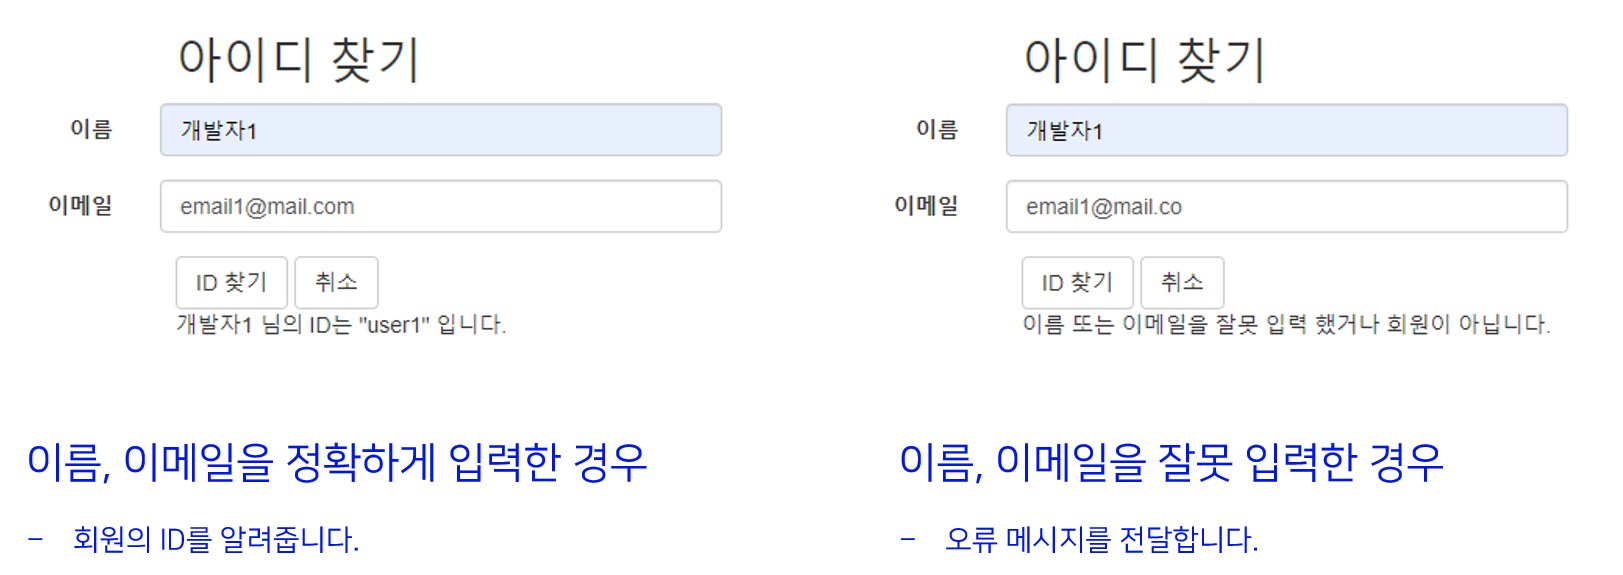 아이디 찾기
이름 개발자1
이메일 email1@mail.com
ID 찾기 취소
개발자1 님의 ID는 "user1" 입니다.
이름, 이메일을 정확하게 입력한 경우
- 회원의 ID를 알려줍니다.
아이디 찾기
이름 개발자1
이메일 email1@mail.co
ID 찾기 취소
이름 또는 이메일을 잘못 입력 했거나 회원이 아닙니다.
이름, 이메일을 잘못 입력한 경우
- 오류 메시지를 전달합니다.